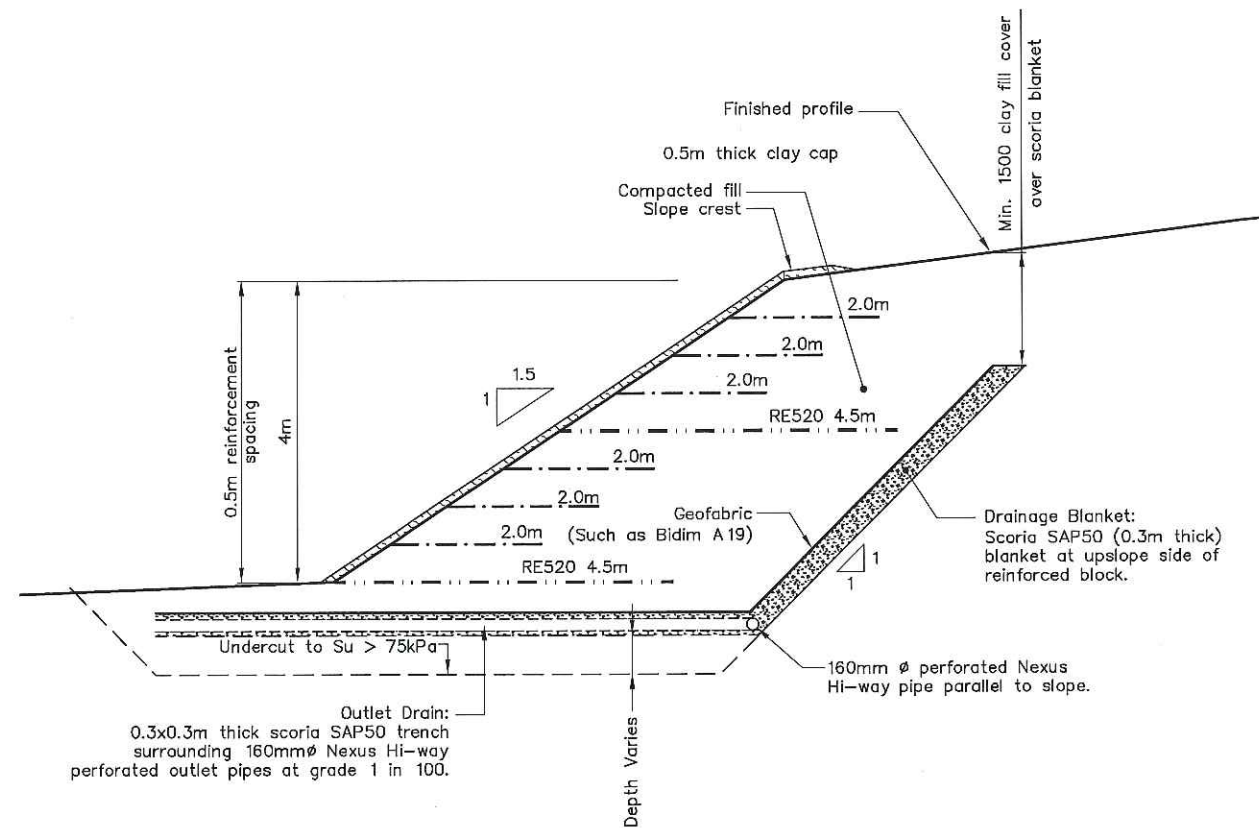 Finished profile
0.5m thick clay cap
Compacted fill
Slope crest
Min. 1500 clay fill cover
over scoria blanket
2.0m
2.0m
2.0m
RE520 4.5m
2.0m
2.0m
2.0m
RE520 4.5m
1.5
1
0.5m reinforcement
spacing
4m
Geofabric
(Such as Bidim A19)
1
1
Drainage Blanket:
Scoria SAP50 (0.3m thick)
blanket at upslope side of
reinforced block.
Undercut to Su > 75kPa
160mm ø perforated Nexus
Hi-way pipe parallel to slope.
Outlet Drain:
0.3x0.3m thick scoria SAP50 trench
surrounding 160mmø Nexus Hi-way
perforated outlet pipes at grade 1 in 100.
Depth Varies